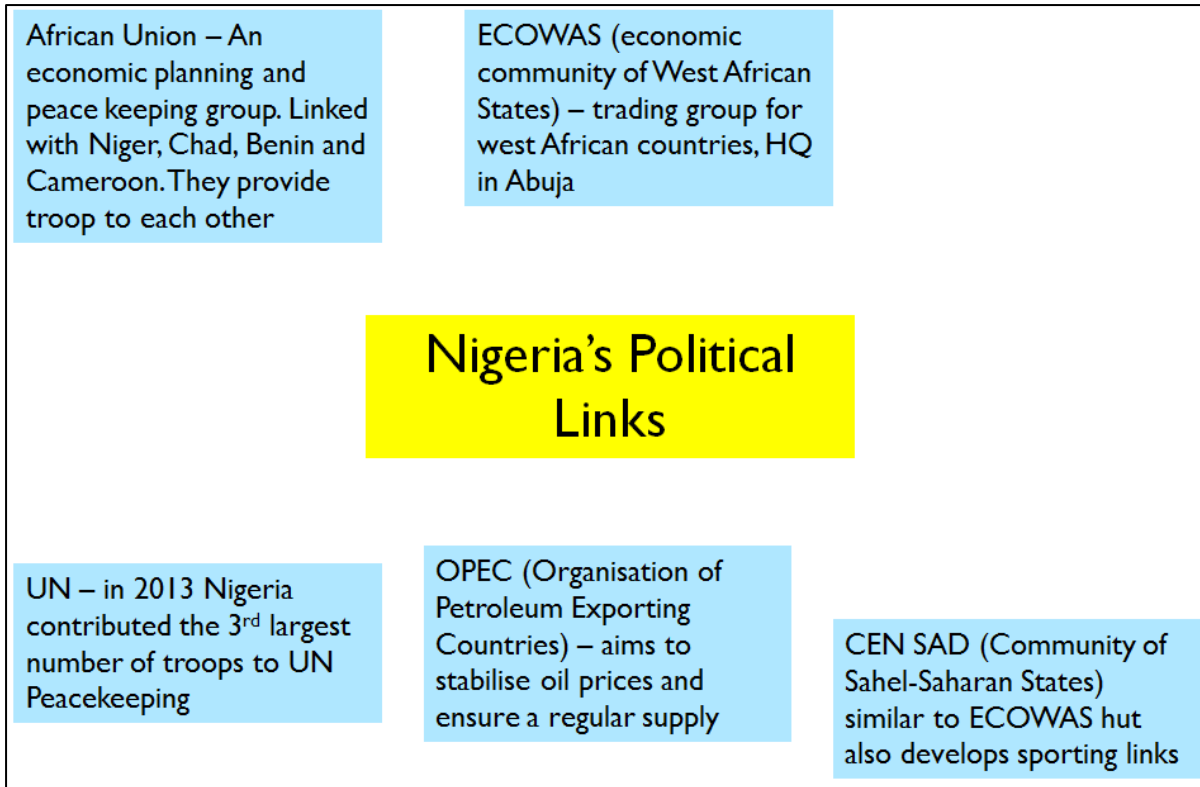 African Union – An
economic planning and
peace keeping group. Linked
with Niger, Chad, Benin and
Cameroon. They provide
troop to each other
ECOWAS (economic
community of West African
States) – trading group for
west African countries, HQ
in Abuja
Nigeria’s Political
Links
UN – in 2013 Nigeria
contributed the 3rd largest
number of troops to UN
Peacekeeping
OPEC (Organisation of
Petroleum Exporting
Countries) – aims to
stabilise oil prices and
ensure a regular supply
CEN SAD (Community of
Sahel-Saharan States)
similar to ECOWAS hut
also develops sporting links